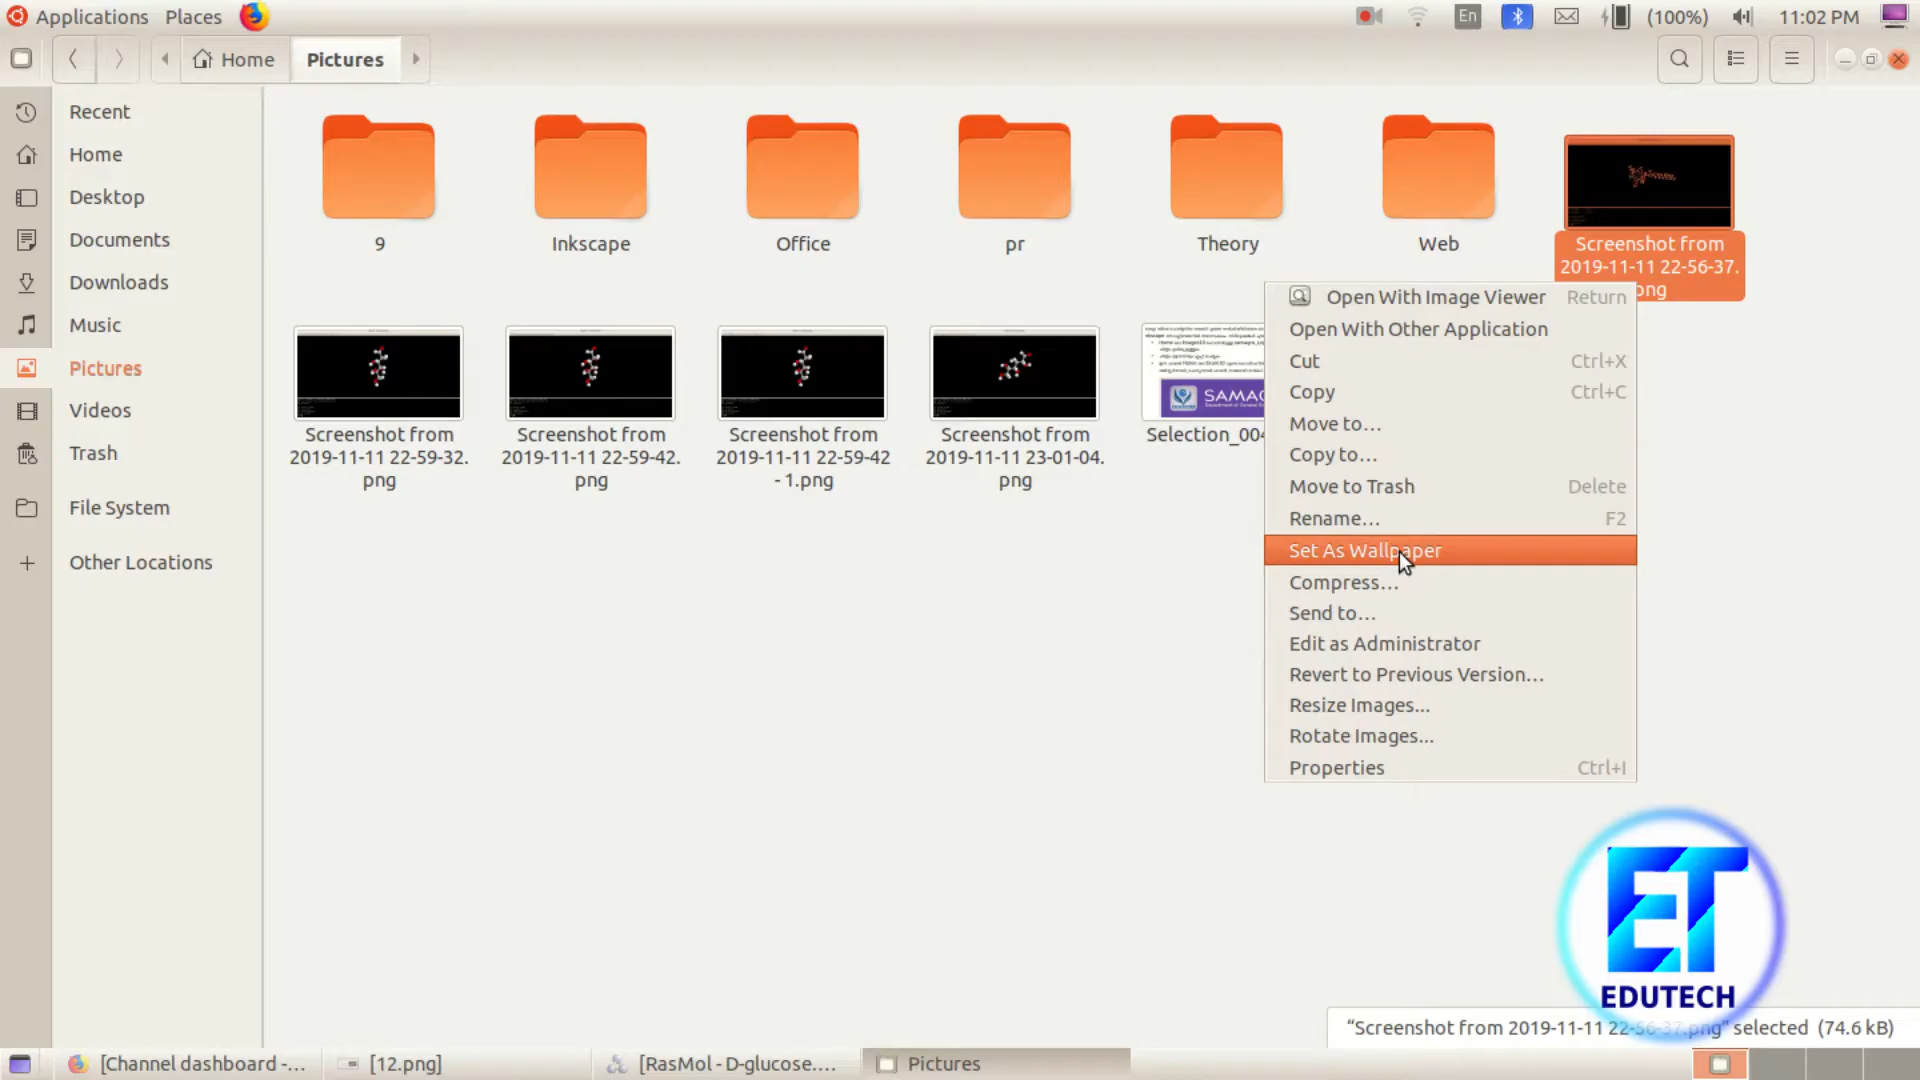 Applications Places En (100%) 11:02 PM
Home Pictures
Recent
Home
Desktop
Documents
Downloads
Music
Pictures
Videos
Trash
File System
Other Locations
9
Inkscape
Office
pr
Theory
Web
Screenshot from
2019-11-11 22-56-37.
png
Screenshot from
2019-11-11 22-59-32.
png
Screenshot from
2019-11-11 22-59-42.
png
Screenshot from
2019-11-11 22-59-42
- 1.png
Screenshot from
2019-11-11 23-01-04.
png
SAMAG
Selection_004
Open With Image Viewer Return
Open With Other Application
Cut Ctrl+X
Copy Ctrl+C
Move to...
Copy to...
Move to Trash Delete
Rename... F2
Set As Wallpaper
Compress...
Send to...
Edit as Administrator
Revert to Previous Version...
Resize Images...
Rotate Images...
Properties Ctrl+I
ET
EDUTECH
“Screenshot from 2019-11-11 22-56-37.png” selected (74.6 kB)
[Channel dashboard -... [12.png] [RasMol - D-glucose.... Pictures